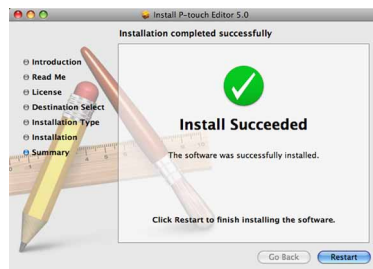 Install P-touch Editor 5.0
Installation completed successfully
Introduction
Read Me
License
Destination Select
Installation Type
Installation
Summary
Install Succeeded
The software was successfully installed.
Click Restart to finish installing the software.
Go Back
Restart